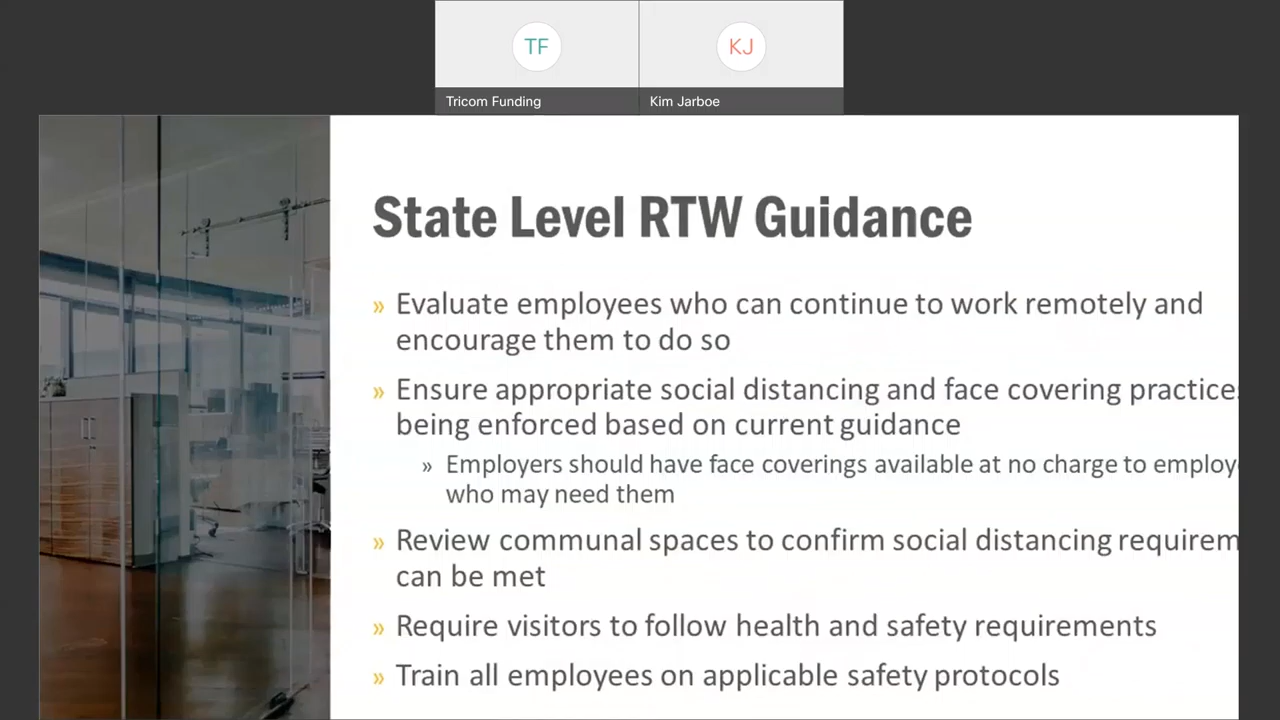 TF
KJ
Tricom Funding
Kim Jarboe
State Level RTW Guidance
» Evaluate employees who can continue to work remotely and
encourage them to do so
» Ensure appropriate social distancing and face covering practices
being enforced based on current guidance
» Employers should have face coverings available at no charge to employ
who may need them
» Review communal spaces to confirm social distancing requirem
can be met
» Require visitors to follow health and safety requirements
» Train all employees on applicable safety protocols